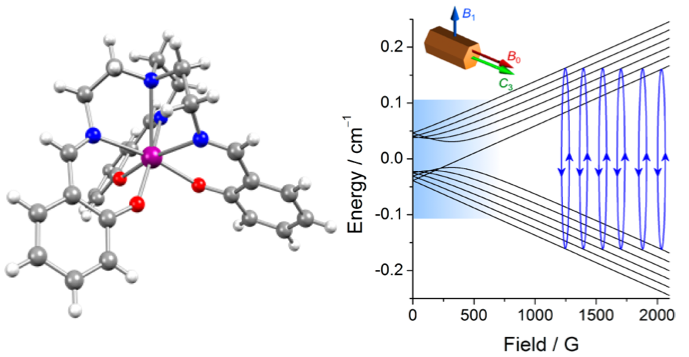 B₁
B₀
C₃
0.2
0.1
0.0
-0.1
-0.2
Energy / cm⁻¹
0 500 1000 1500 2000
Field / G